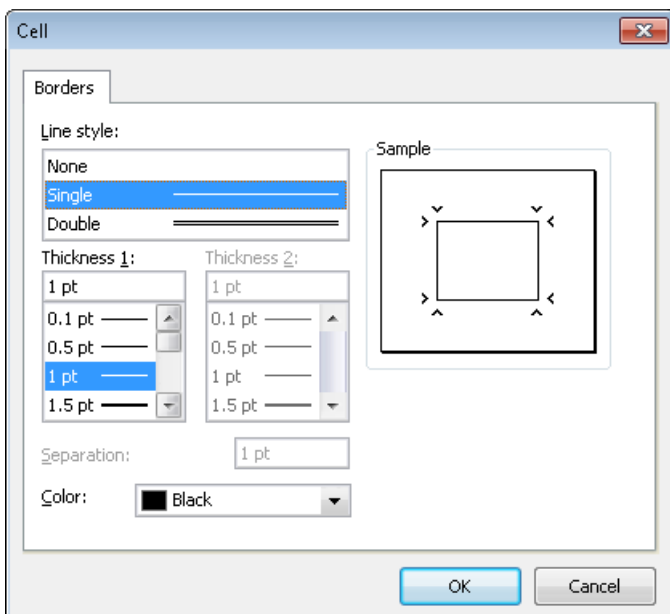 Cell
Borders
Line style:
None
Single
Double
Thickness 1:
1 pt
0.1 pt
0.5 pt
1 pt
1.5 pt
Thickness 2:
1 pt
0.1 pt
0.5 pt
1 pt
1.5 pt
Separation:
1 pt
Color:
Black
Sample
OK
Cancel